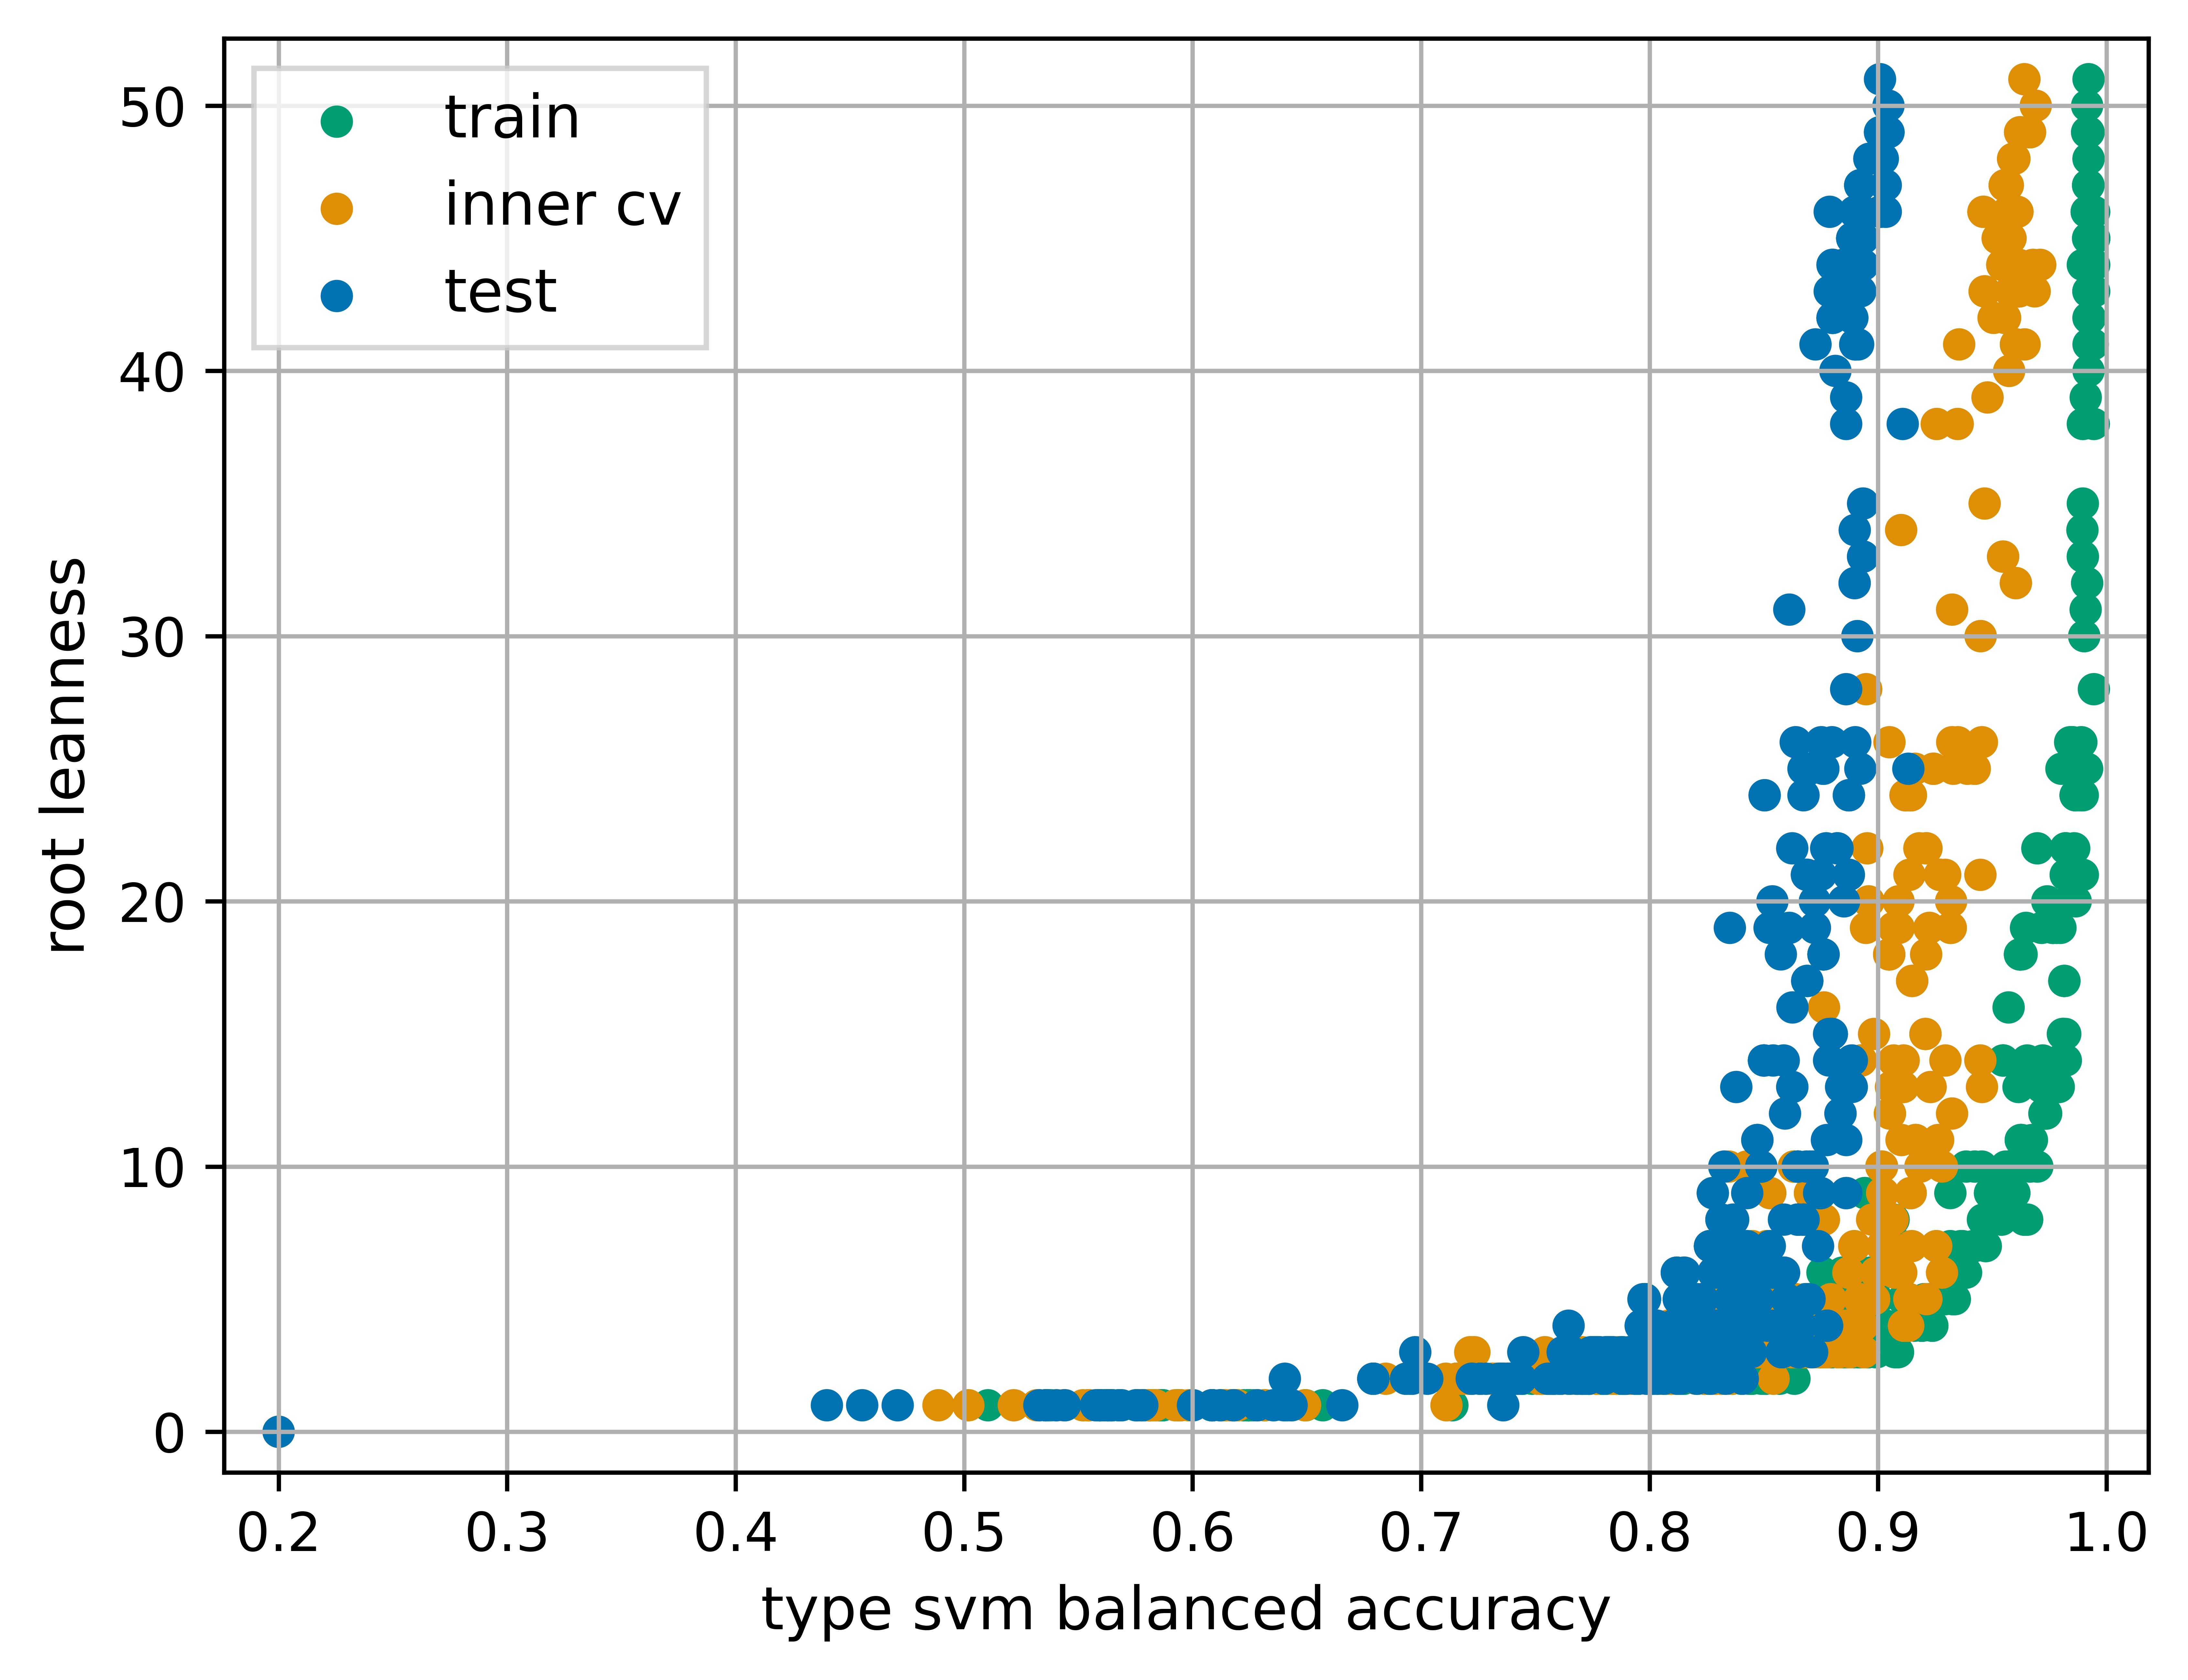 train
inner cv
test
50
40
30
20
10
0
root leanness
0.2 0.3 0.4 0.5 0.6 0.7 0.8 0.9 1.0
type svm balanced accuracy